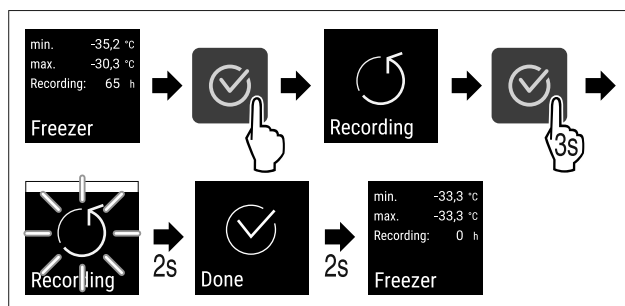 min. -35,2 °C
max. -30,3 °C
Recording: 65 h
Freezer
Recording
3s
Recording
2s
Done
2s
min. -33,3 °C
max. -33,3 °C
Recording: 0 h
Freezer